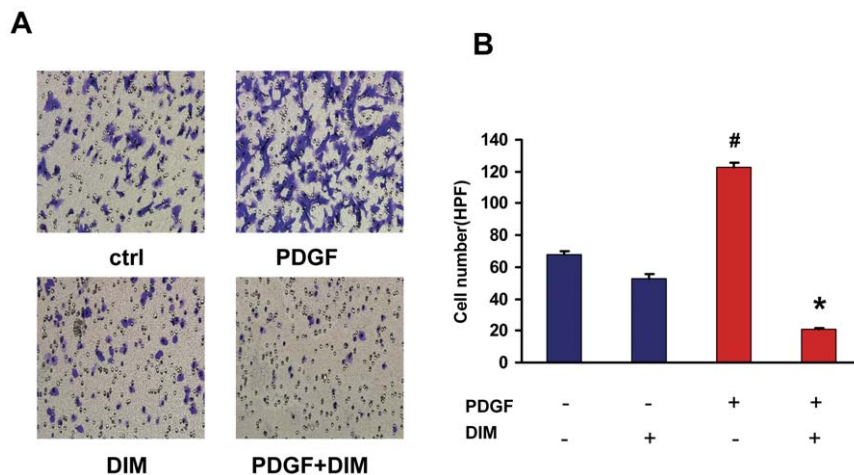 A
ctrl
PDGF
DIM
PDGF+DIM
B
Cell number(HPF)
140
120
100
80
60
40
20
0
#
*
PDGF - - + +
DIM - + - +